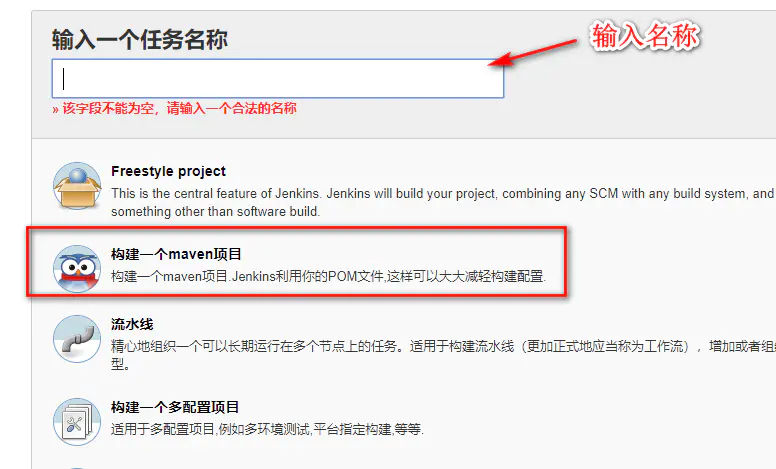 输入一个任务名称
输入名称
» 该字段不能为空，请输入一个合法的名称
Freestyle project
This is the central feature of Jenkins. Jenkins will build your project, combining any SCM with any build system, and
something other than software build.
构建一个maven项目
构建一个maven项目.Jenkins利用你的POM文件,这样可以大大减轻构建配置.
流水线
精心地组织一个可以长期运行在多个节点上的任务。适用于构建流水线（更加正式地应当称为工作流），增加或者组织
型。
构建一个多配置项目
适用于多配置项目,例如多环境测试,平台指定构建,等等.